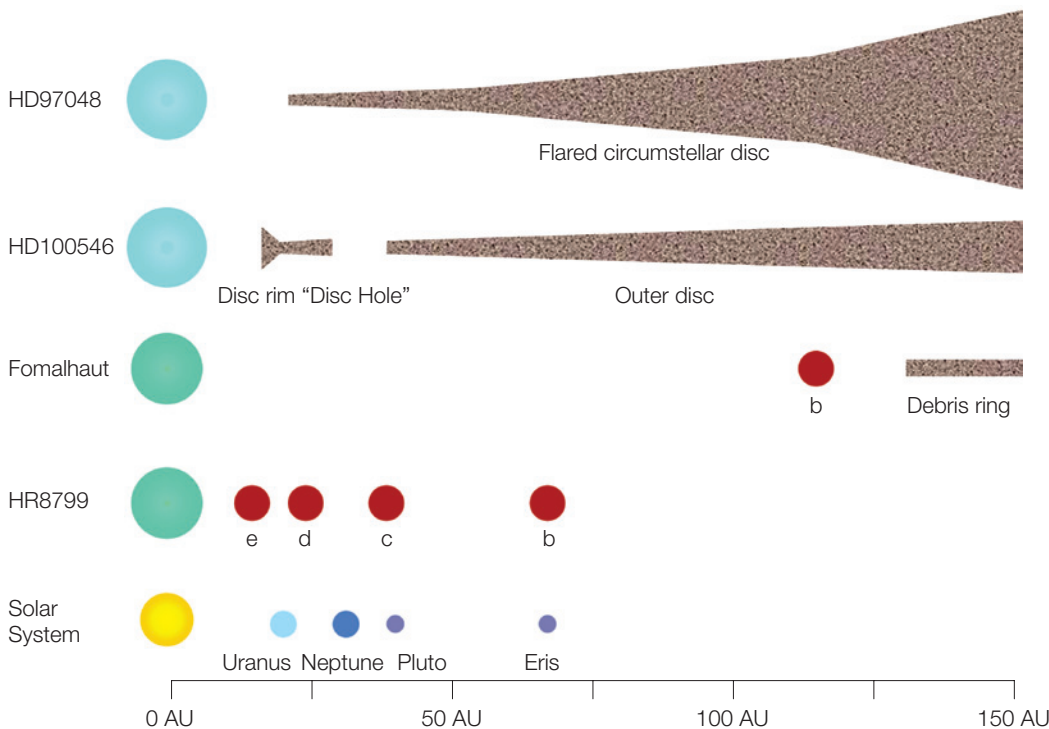 HD97048
Flared circumstellar disc
HD100546
Disc rim “Disc Hole”
Outer disc
Fomalhaut
b
Debris ring
HR8799
e
d
c
b
Solar
System
Uranus
Neptune
Pluto
Eris
0 AU
50 AU
100 AU
150 AU